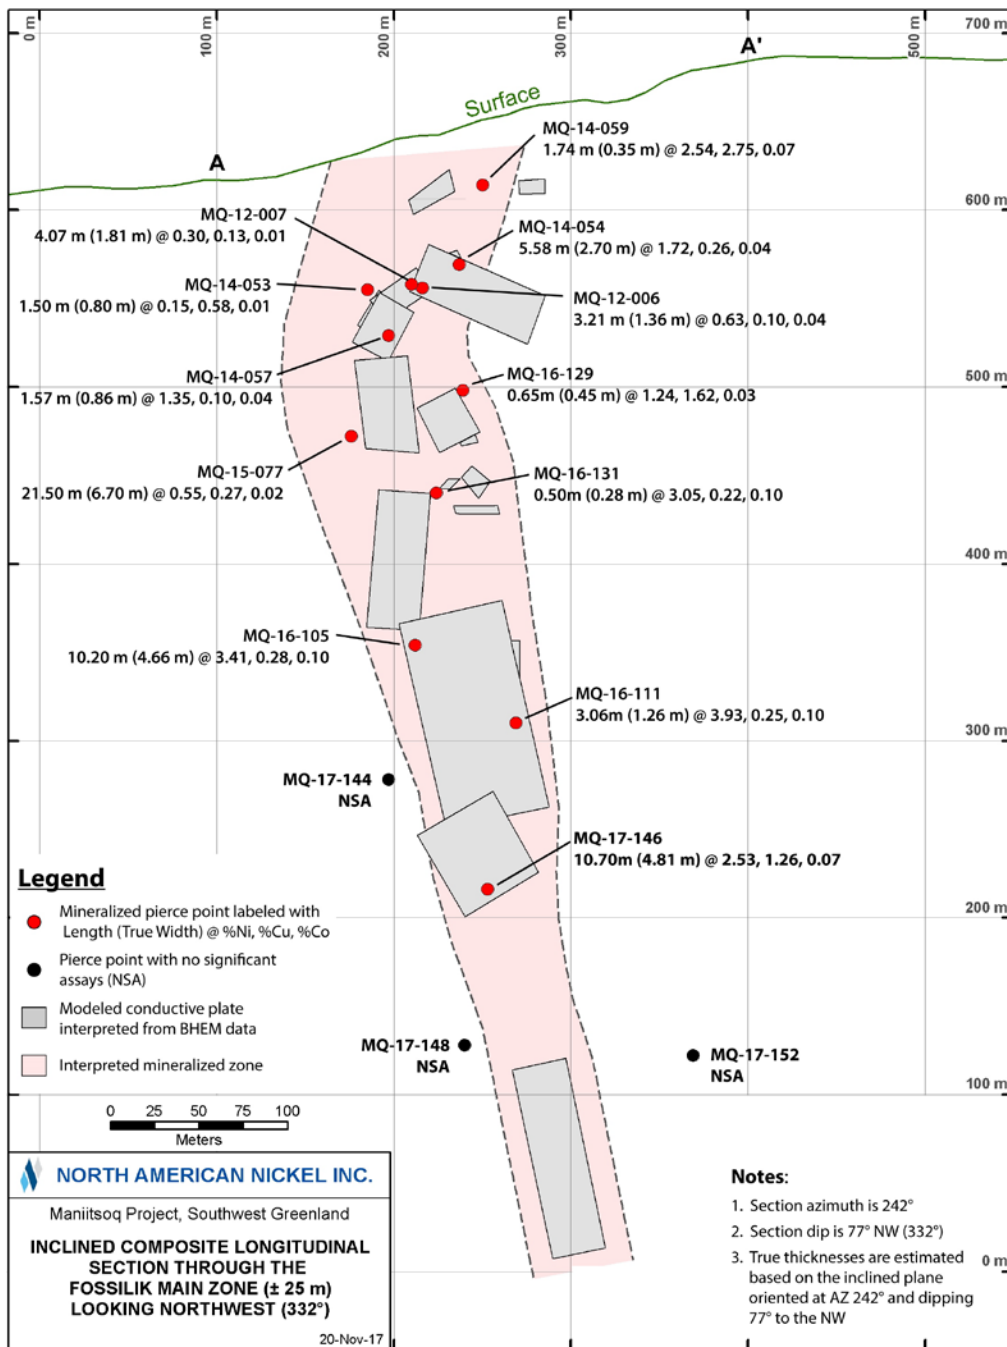 0 m
100 m
200 m
300 m
500 m
700 m
A'
Surface
A
MQ-14-059
1.74 m (0.35 m) @ 2.54, 2.75, 0.07
600 m
MQ-12-007
4.07 m (1.81 m) @ 0.30, 0.13, 0.01
MQ-14-054
5.58 m (2.70 m) @ 1.72, 0.26, 0.04
MQ-14-053
1.50 m (0.80 m) @ 0.15, 0.58, 0.01
MQ-12-006
3.21 m (1.36 m) @ 0.63, 0.10, 0.04
MQ-14-057
1.57 m (0.86 m) @ 1.35, 0.10, 0.04
MQ-16-129
0.65m (0.45 m) @ 1.24, 1.62, 0.03
500 m
MQ-15-077
21.50 m (6.70 m) @ 0.55, 0.27, 0.02
MQ-16-131
0.50m (0.28 m) @ 3.05, 0.22, 0.10
400 m
MQ-16-105
10.20 m (4.66 m) @ 3.41, 0.28, 0.10
MQ-16-111
3.06m (1.26 m) @ 3.93, 0.25, 0.10
300 m
MQ-17-144
NSA
MQ-17-146
10.70m (4.81 m) @ 2.53, 1.26, 0.07
200 m
Legend
Mineralized pierce point labeled with
Length (True Width) @ %Ni, %Cu, %Co
Pierce point with no significant
assays (NSA)
Modeled conductive plate
interpreted from BHEM data
Interpreted mineralized zone
MQ-17-148
NSA
MQ-17-152
NSA
100 m
0 25 50 75 100
Meters
NORTH AMERICAN NICKEL INC.
Maniitsoq Project, Southwest Greenland
INCLINED COMPOSITE LONGITUDINAL
SECTION THROUGH THE
FOSSILIK MAIN ZONE (± 25 m)
LOOKING NORTHWEST (332°)
20-Nov-17
Notes:
1. Section azimuth is 242°
2. Section dip is 77° NW (332°)
3. True thicknesses are estimated
based on the inclined plane
oriented at AZ 242° and dipping
77° to the NW
0 m